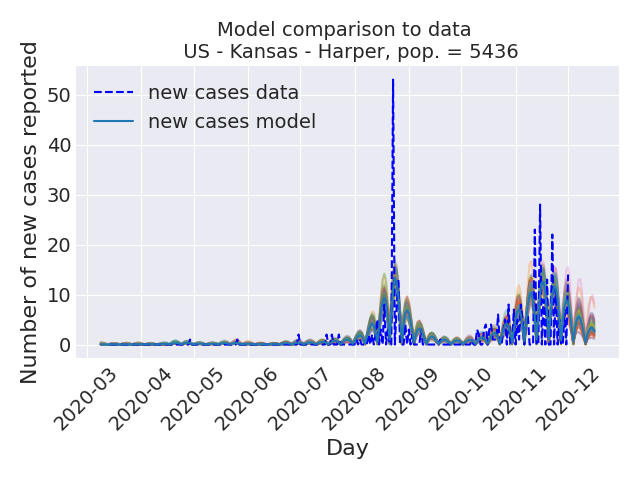 Model comparison to data
US - Kansas - Harper, pop. = 5436
Number of new cases reported
50
40
30
20
10
0
new cases data
new cases model
2020-03
2020-04
2020-05
2020-06
2020-07
2020-08
2020-09
2020-10
2020-11
2020-12
Day